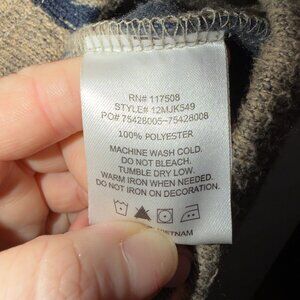 RN# 117508
STYLE# 12MJK549
PO# 75428005~75428008
100% POLYESTER
MACHINE WASH COLD.
DO NOT BLEACH.
TUMBLE DRY LOW.
WARM IRON WHEN NEEDED.
DO NOT IRON ON DECORATION.
VIETNAM